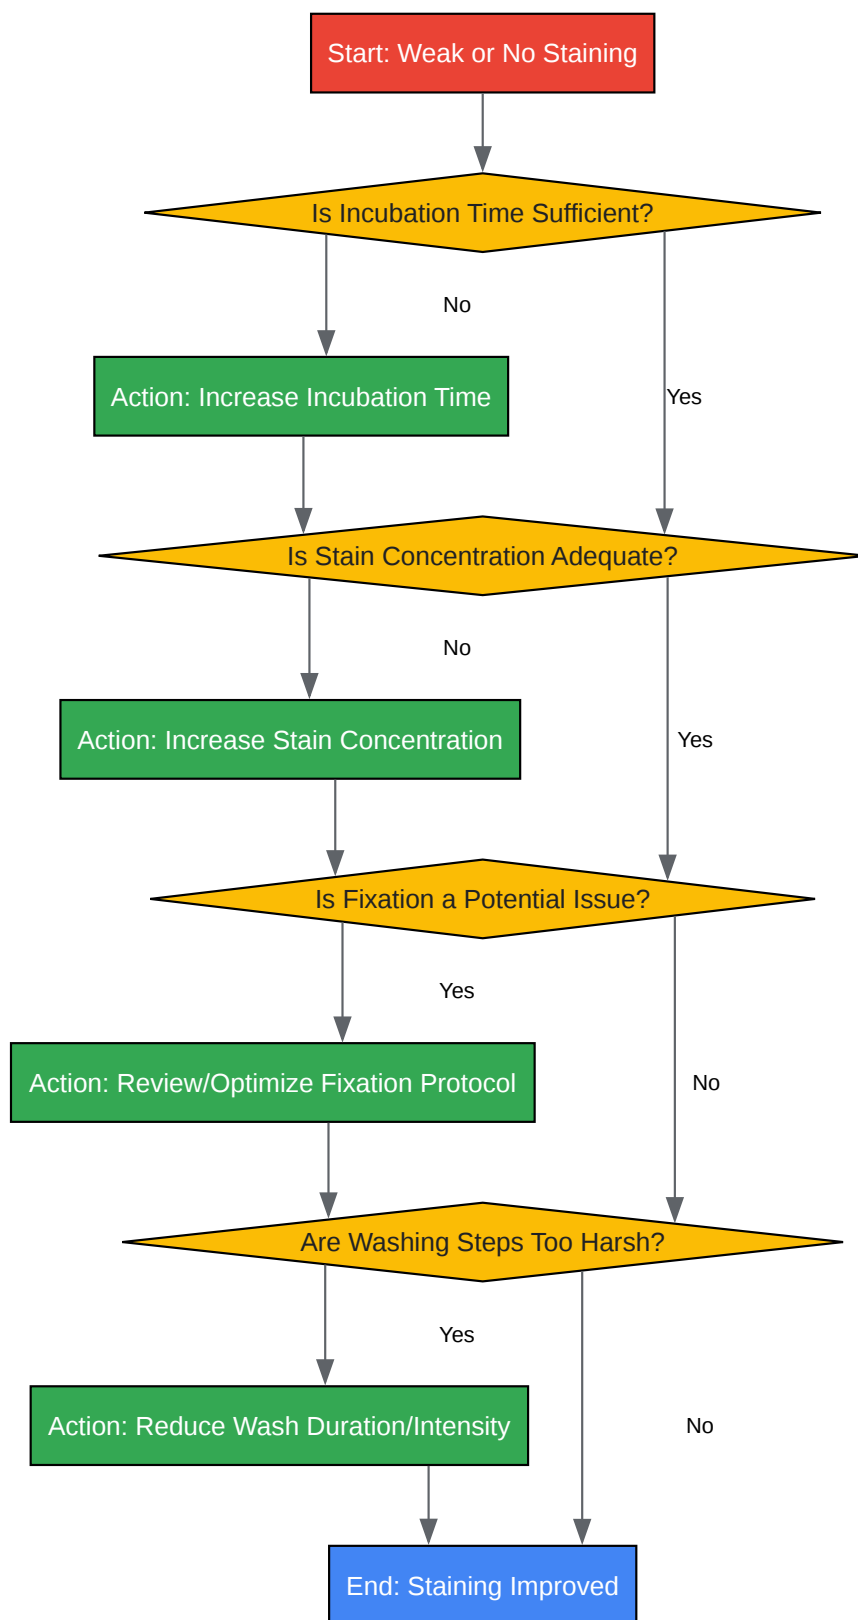 Start: Weak or No Staining
Is Incubation Time Sufficient?
No
Action: Increase Incubation Time
Yes
Is Stain Concentration Adequate?
No
Action: Increase Stain Concentration
Yes
Is Fixation a Potential Issue?
Yes
Action: Review/Optimize Fixation Protocol
No
Are Washing Steps Too Harsh?
Yes
Action: Reduce Wash Duration/Intensity
No
End: Staining Improved